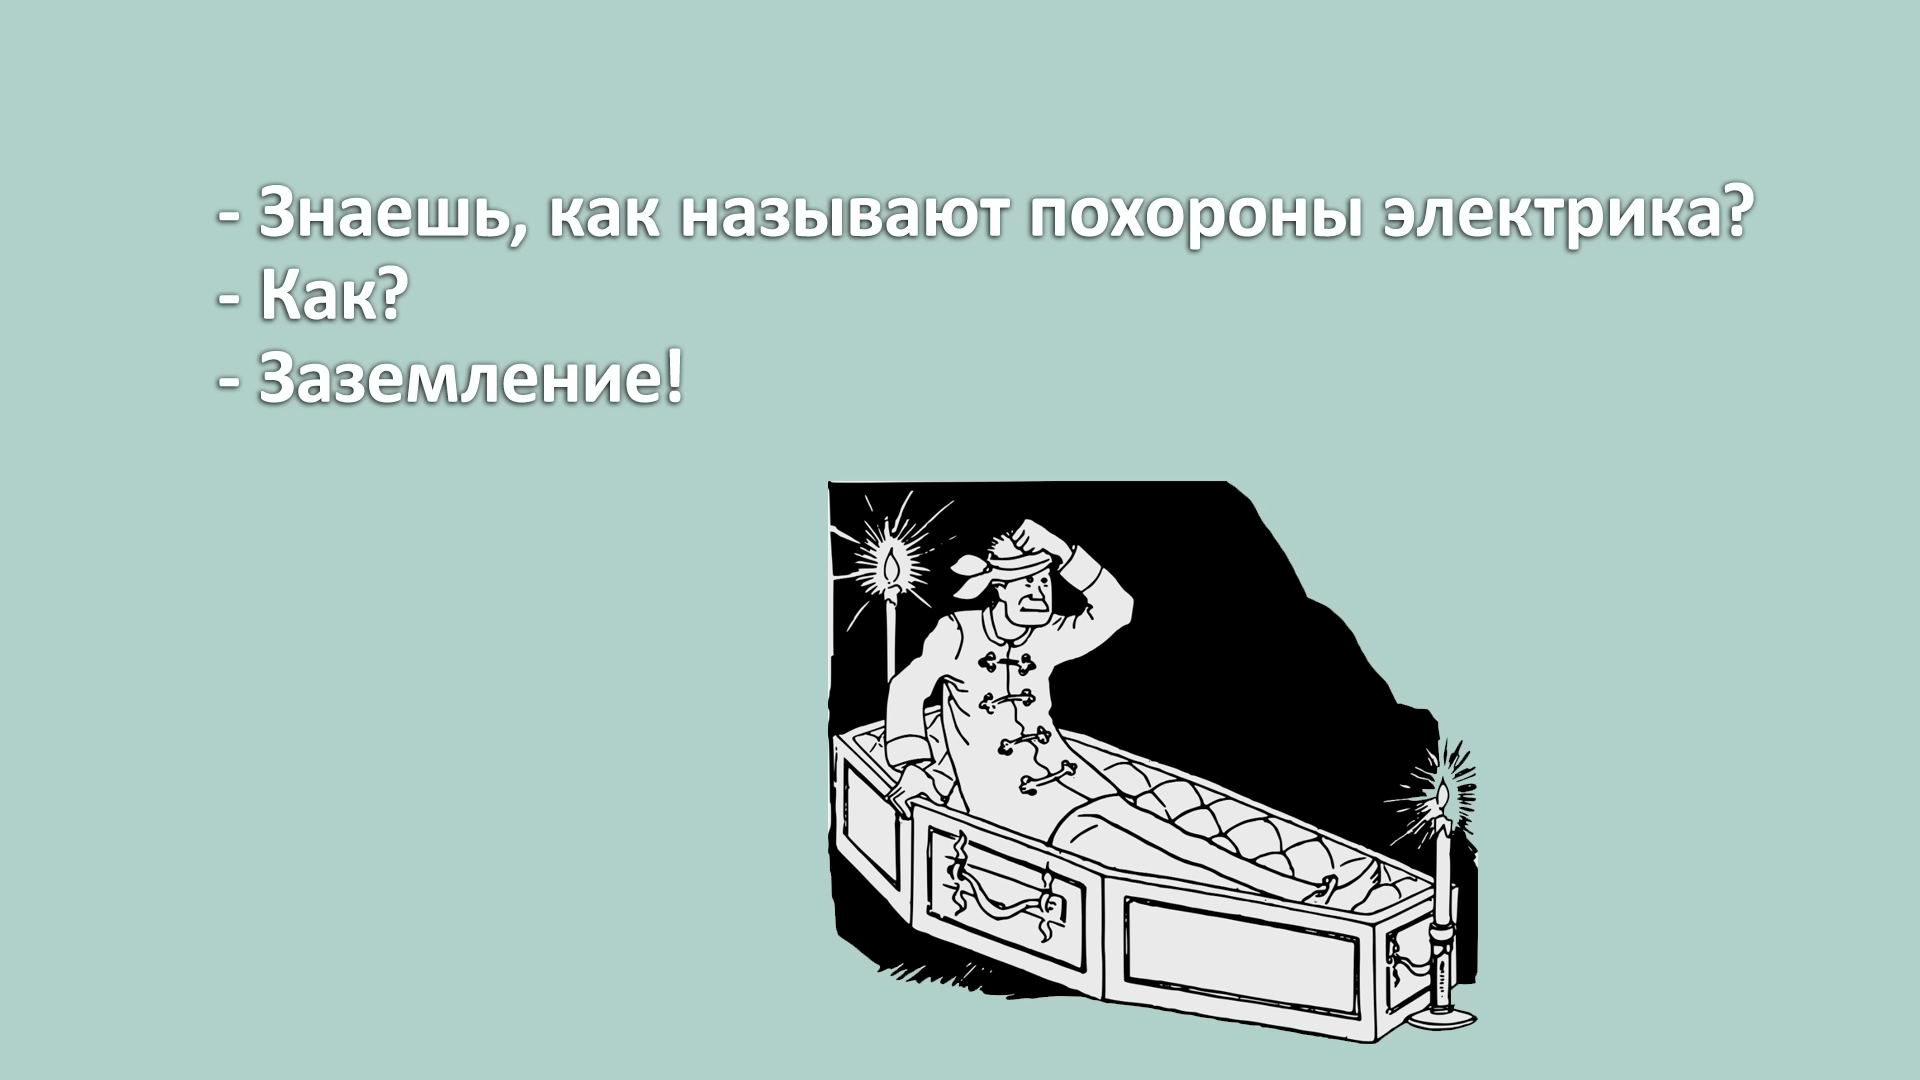 - Знаешь, как называют похороны электрика?
- Как?
- Заземление!